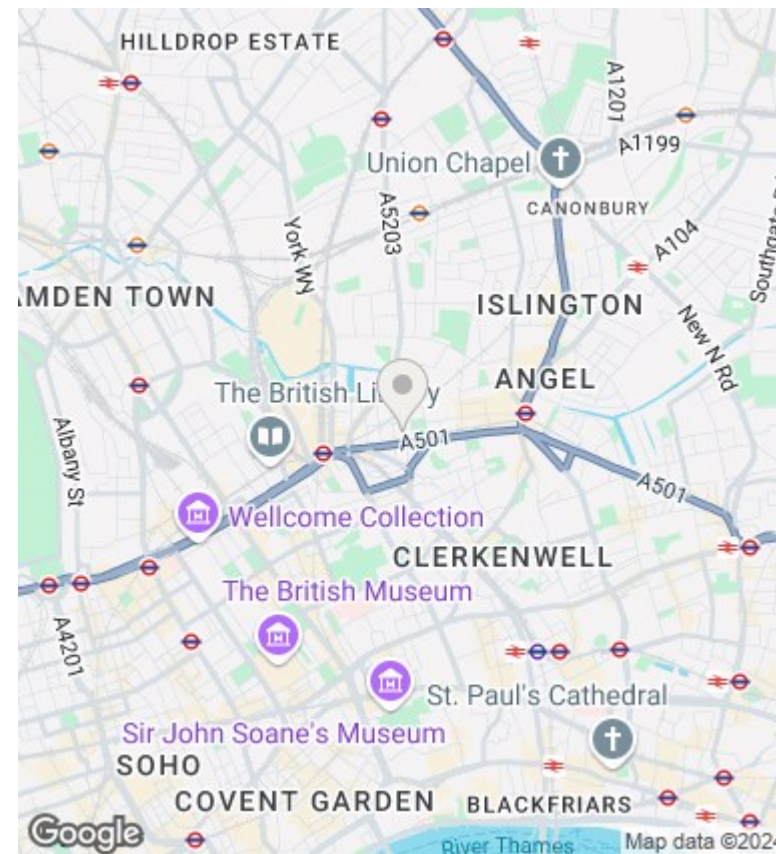 HILLDROP ESTATE
A1201
A1199
Union Chapel
CANONBURY
A5203
York Wy
A104
Southgate
AMDEN TOWN
ISLINGTON
New N Rd
ANGEL
The British Li y
A501
Albany St
A501
Wellcome Collection
CLERKENWELL
The British Museum
A4201
St. Paul's Cathedral
Sir John Soane's Museum
SOHO
COVENT GARDEN
BLACKFRIARS
River Thames
Google
Map data ©2024